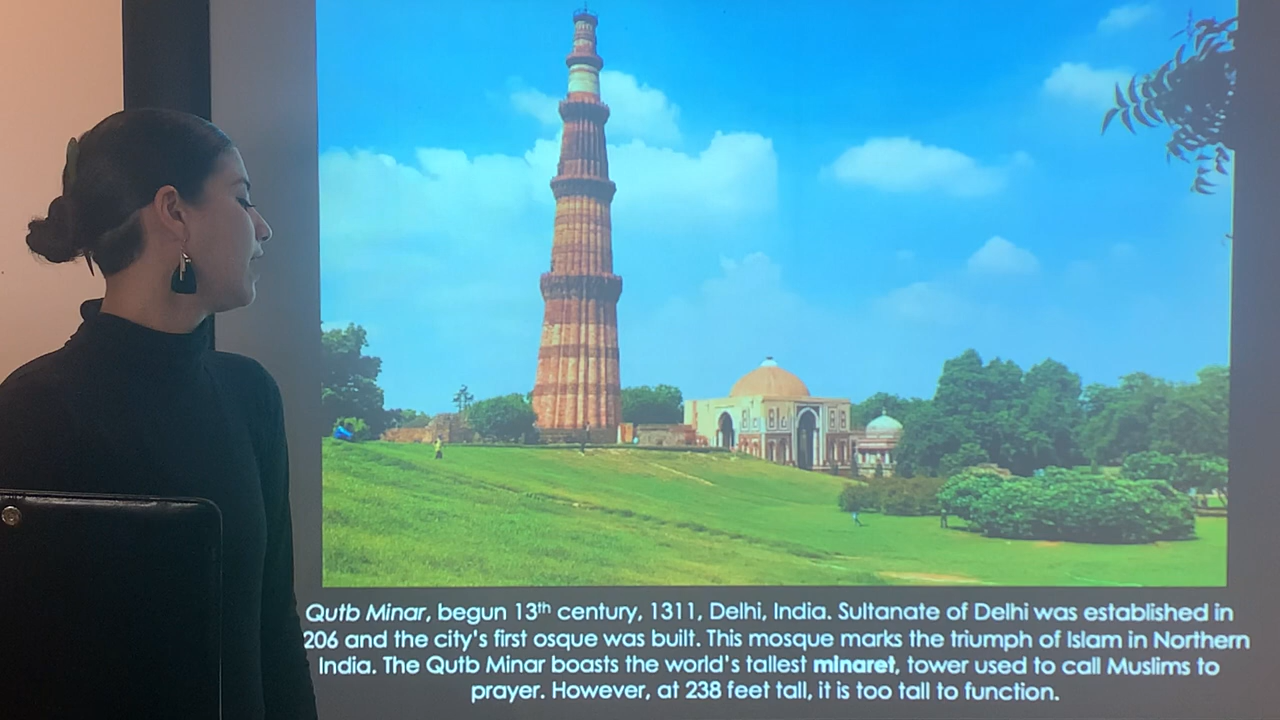 Qutb Minar, begun 13th century, 1311, Delhi, India. Sultanate of Delhi was established in
206 and the city's first osque was built. This mosque marks the triumph of Islam in Northern
India. The Qutb Minar boasts the world's tallest minaret, tower used to call Muslims to
prayer. However, at 238 feet tall, it is too tall to function.